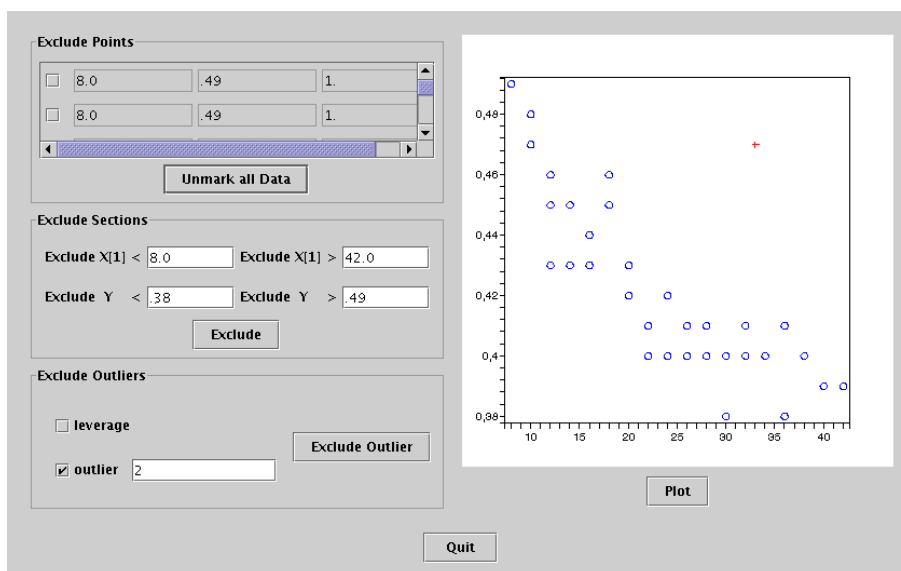 Exclude Points
8.0 .49 1.
8.0 .49 1.
Unmark all Data
Exclude Sections
Exclude X[1] < 8.0 Exclude X[1] > 42.0
Exclude Y < .38 Exclude Y > .49
Exclude
Exclude Outliers
leverage
outlier 2
Exclude Outlier
0,48
0,46
0,44
0,42
0,4
0,38
10 15 20 25 30 35 40
Plot
Quit